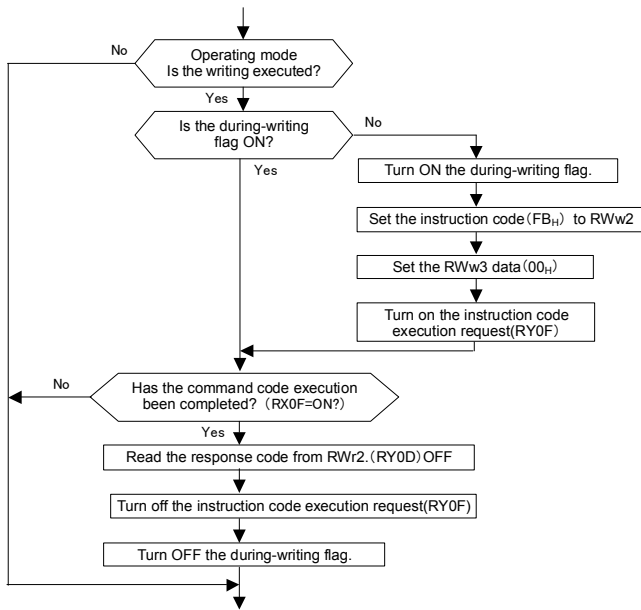 No
Operating mode
Is the writing executed?
Yes
Is the during-writing
flag ON?
No
Yes
Turn ON the during-writing flag.
Set the instruction code(FBH) to RWw2
Set the RWw3 data(00H)
Turn on the instruction code
execution request(RY0F)
No
Has the command code execution
been completed? (RX0F=ON?)
Yes
Read the response code from RWr2.(RY0D)OFF
Turn off the instruction code execution request(RY0F)
Turn OFF the during-writing flag.